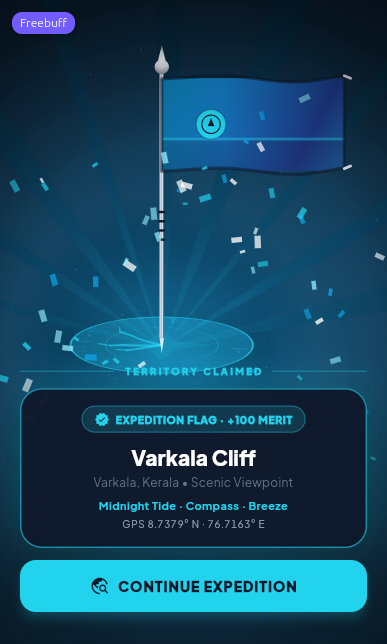 Freebuff
TERRITORY CLAIMED
EXPEDITION FLAG · +100 MERIT
Varkala Cliff
Varkala, Kerala • Scenic Viewpoint
Midnight Tide · Compass · Breeze
GPS 8.7379° N · 76.7163° E
CONTINUE EXPEDITION